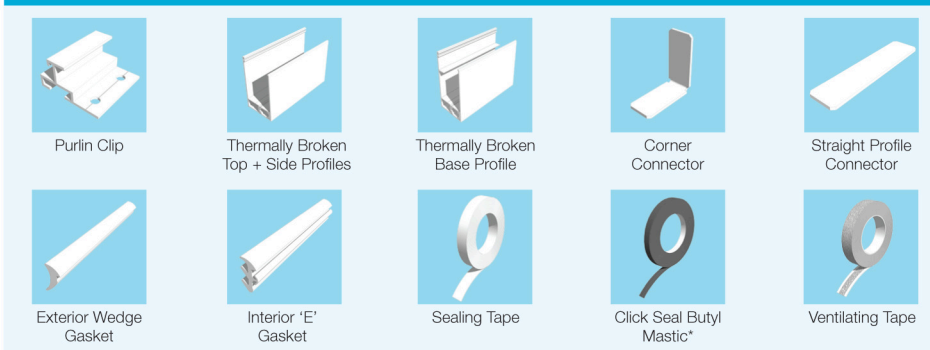 Purlin Clip
Thermally Broken
Top + Side Profiles
Thermally Broken
Base Profile
Corner
Connector
Straight Profile
Connector
Exterior Wedge
Gasket
Interior ‘E’
Gasket
Sealing Tape
Click Seal Butyl
Mastic*
Ventilating Tape